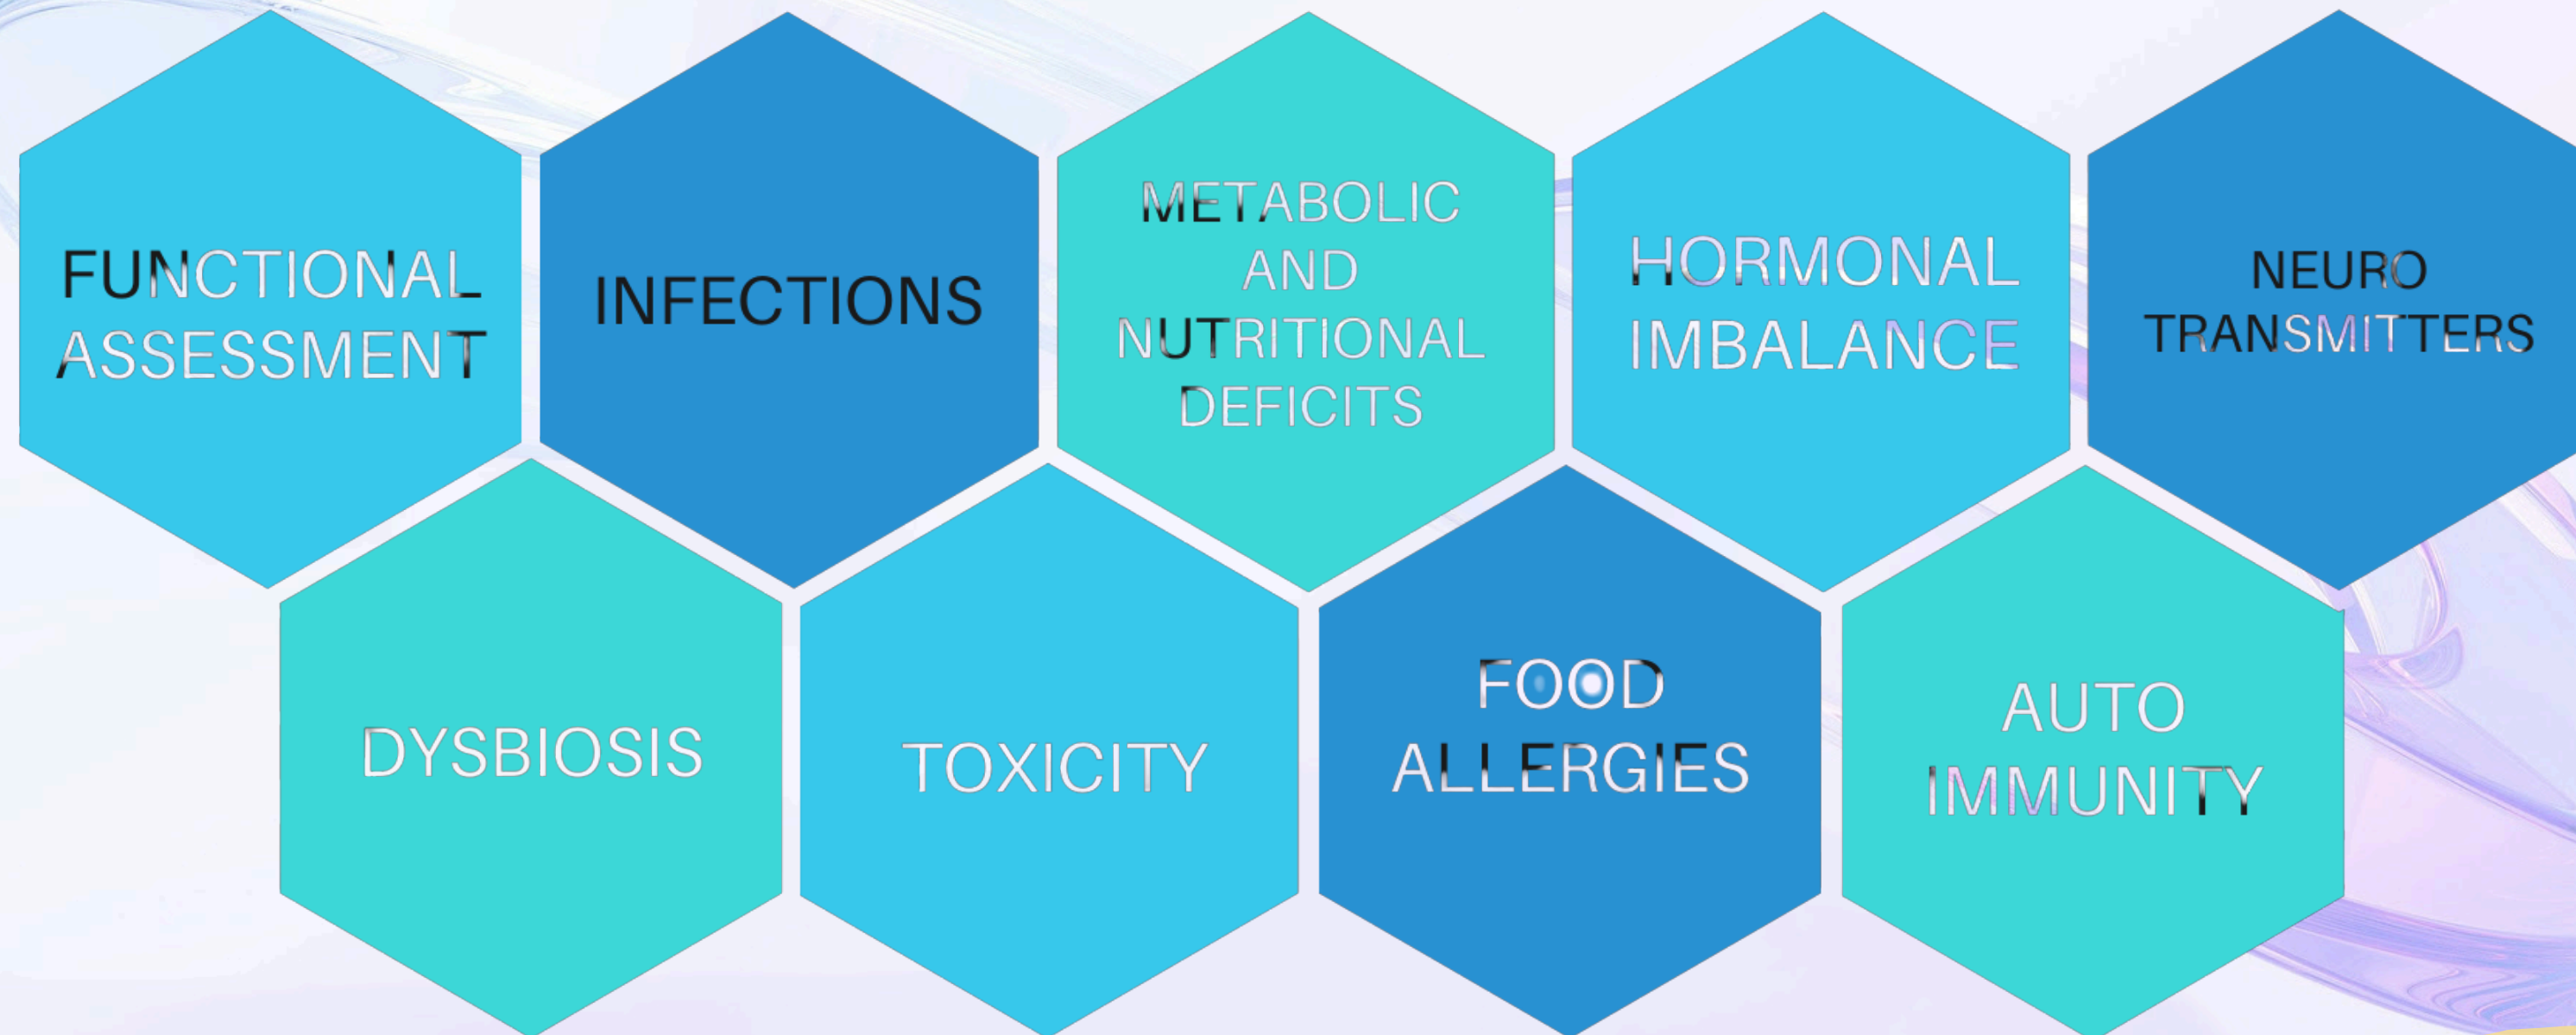 FUNCTIONAL
ASSESSMENT
INFECTIONS
METABOLIC
AND
NUTRITIONAL
DEFICITS
HORMONAL
IMBALANCE
NEURO
TRANSMITTERS
DYSBIOSIS
TOXICITY
FOOD
ALLERGIES
AUTO
IMMUNITY